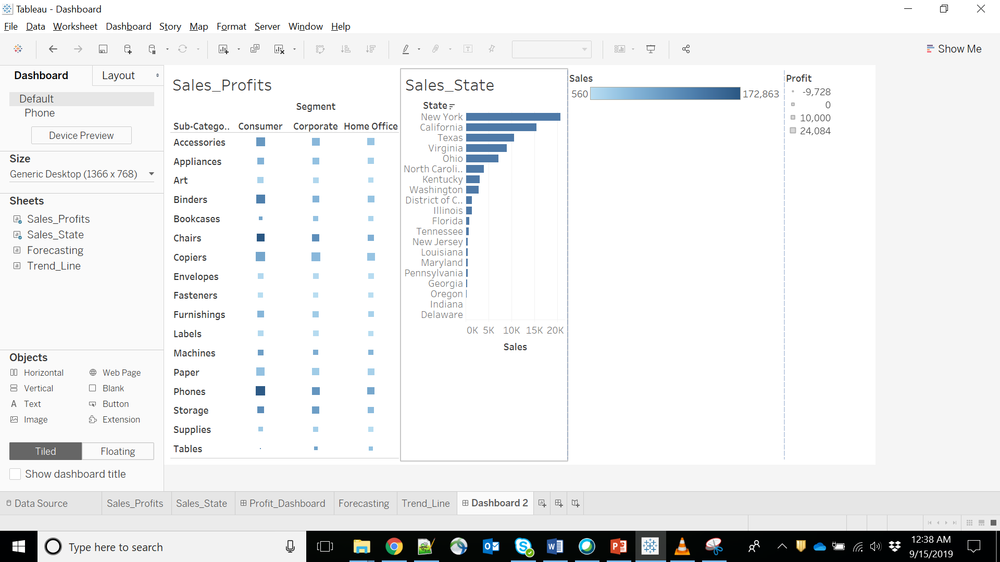 Tableau - Dashboard
File Data Worksheet Dashboard Story Map Format Server Window Help
Show Me
Dashboard Layout
Default
Phone
Device Preview
Size
Generic Desktop (1366 x 768)
Sheets
Sales_Profits
Sales_State
Forecasting
Trend_Line
Objects
Horizontal Web Page
Vertical Blank
A Text Button
Image Extension
Tiled Floating
Show dashboard title
Sales_Profits
Segment
Sub-Catego.. Consumer Corporate Home Office
Accessories
Appliances
Art
Binders
Bookcases
Chairs
Copiers
Envelopes
Fasteners
Furnishings
Labels
Machines
Paper
Phones
Storage
Supplies
Tables
Sales_State
State
New York
California
Texas
Virginia
Ohio
North Caroli..
Kentucky
Washington
District of C..
Illinois
Florida
Tennessee
New Jersey
Louisiana
Maryland
Pennsylvania
Georgia
Oregon
Indiana
Delaware
0K 5K 10K 15K 20K
Sales
Sales
560 172,863
Profit
-9,728
0
10,000
24,084
Data Source Sales_Profits Sales_State Profit_Dashboard Forecasting Trend_Line Dashboard 2
Type here to search
12:38 AM
9/15/2019